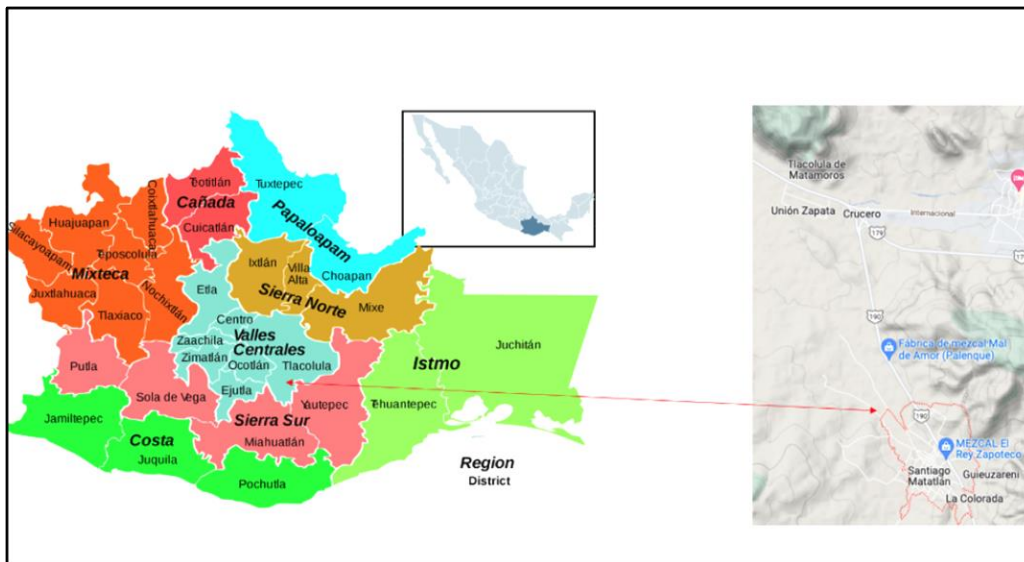 Teotitlán
Cañada
Cuicatlán
Tuxtepec
Papaloapam
Choapan
Coixtlahuaca
Huajuapan
Silacayoapam
Teposcolula
Mixteca
Juxtlahuaca
Nochixtlán
Tlaxiaco
Ixtlán
Villa
Alta
Sierra Norte
Mixe
Etla
Centro
Valles
Centrales
Zaachila
Zimatlán
Ocotlán
Tlacolula
Ejutla
Putla
Sola de Vega
Yautepec
Sierra Sur
Miahuatlán
Jamiltepec
Costa
Juquila
Pochutla
Istmo
Juchitán
Tehuantepec
Region
District
Tlacolula de
Matamoros
Unión Zapata
Crucero
Internacional
179
17
190
Fabrica de mezcal Mal
de Amor (Palenque)
190
MEZCAL El
Rey Zapoteco
Santiago
Matatlán
Guieuzareni
La Colorada